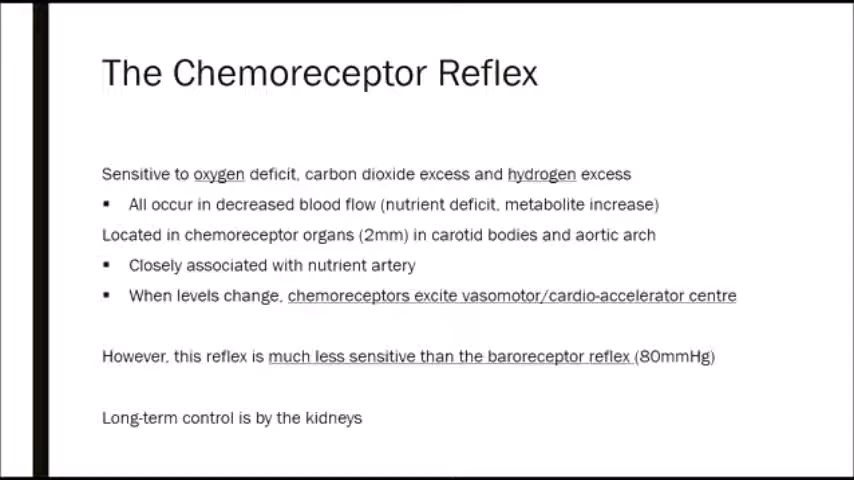 The Chemoreceptor Reflex
Sensitive to oxygen deficit, carbon dioxide excess and hydrogen excess
▪ All occur in decreased blood flow (nutrient deficit, metabolite increase)
Located in chemoreceptor organs (2mm) in carotid bodies and aortic arch
▪ Closely associated with nutrient artery
▪ When levels change, chemoreceptors excite vasomotor/cardio-accelerator centre
However, this reflex is much less sensitive than the baroreceptor reflex (80mmHg)
Long-term control is by the kidneys